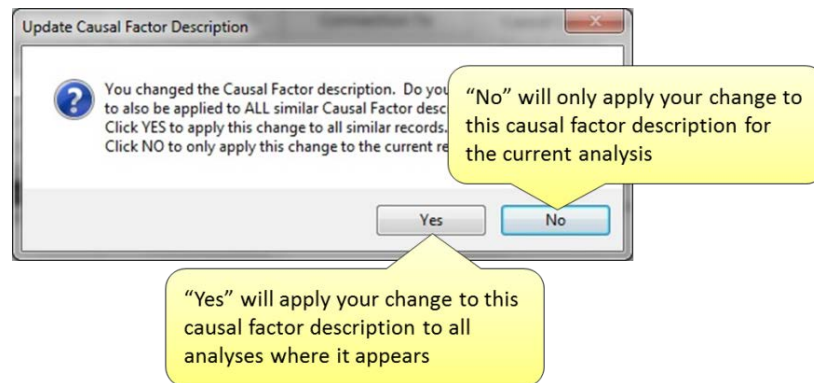 Update Causal Factor Description
You changed the Causal Factor description. Do you
to also be applied to ALL similar Causal Factor
Click YES to apply this change to all similar records.
Click NO to only apply this change to the current
Yes
No
“No” will only apply your change to
this causal factor description for
the current analysis
“Yes” will apply your change to this
causal factor description to all
analyses where it appears